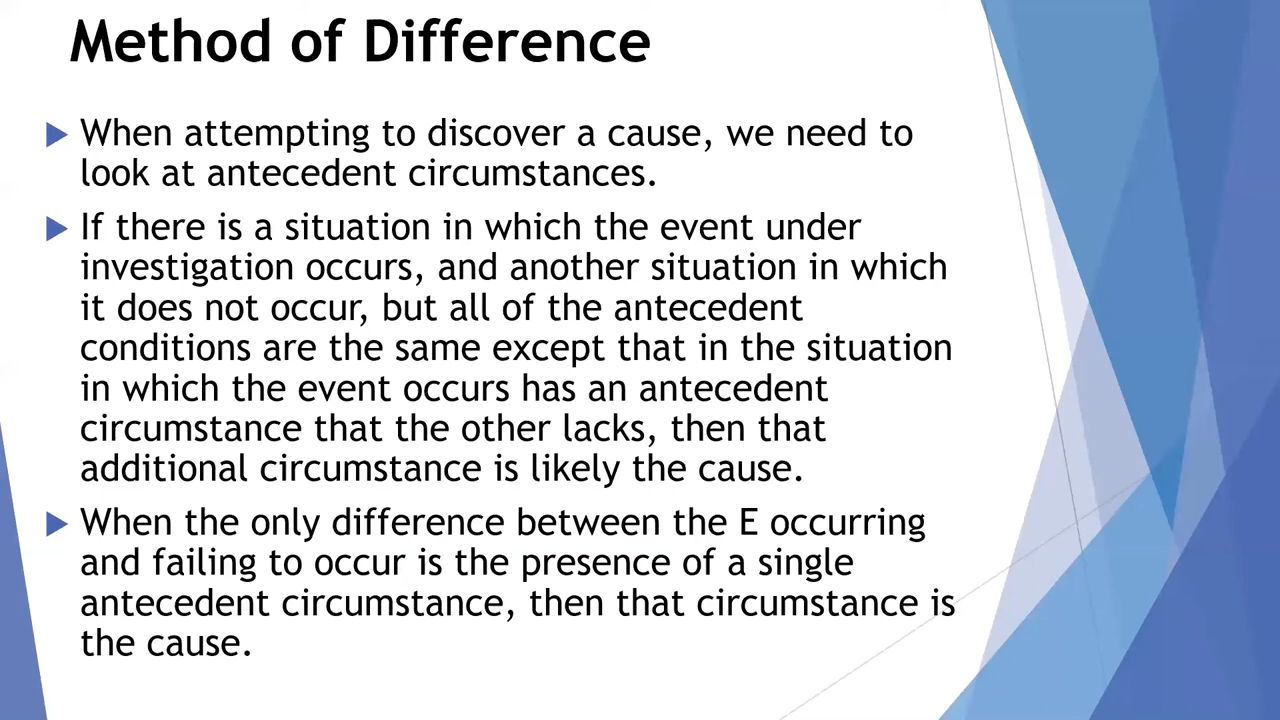 Method of Difference
When attempting to discover a cause, we need to
look at antecedent circumstances.
If there is a situation in which the event under
investigation occurs, and another situation in which
it does not occur, but all of the antecedent
conditions are the same except that in the situation
in which the event occurs has an antecedent
circumstance that the other lacks, then that
additional circumstance is likely the cause.
When the only difference between the E occurring
and failing to occur is the presence of a single
antecedent circumstance, then that circumstance is
the cause.